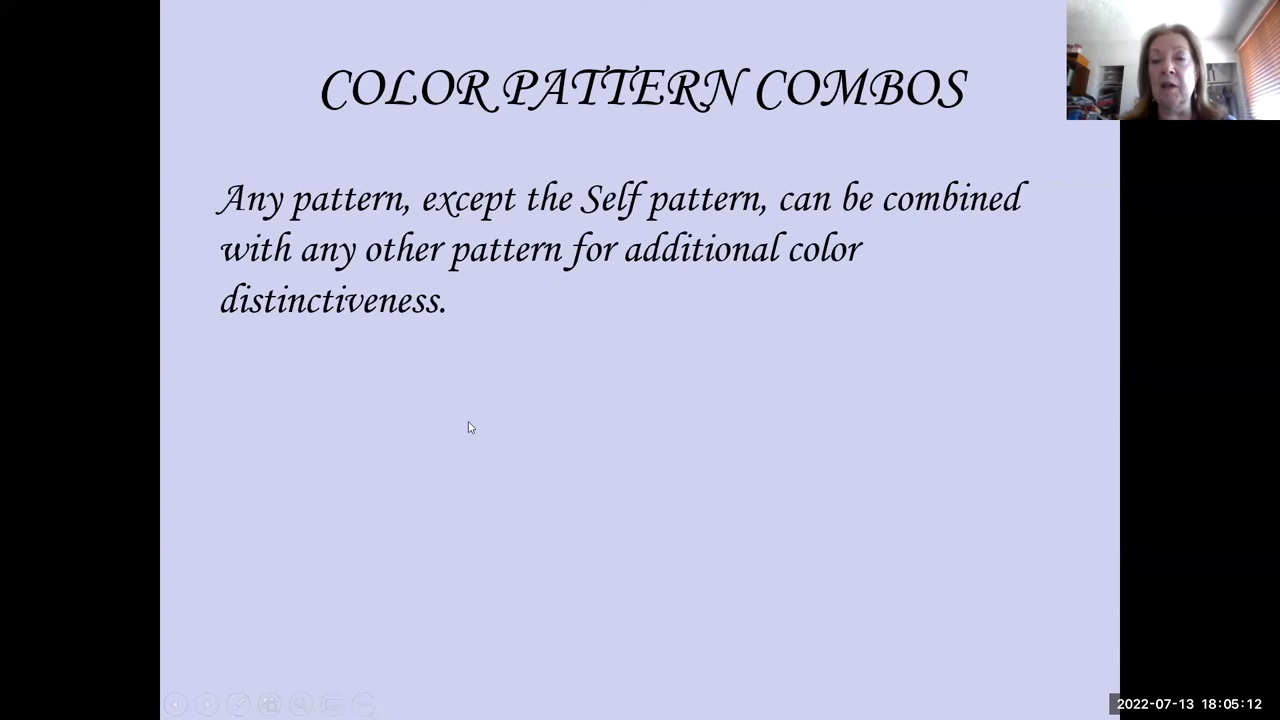 COLOR PATTERN COMBOS
Any pattern, except the Self pattern, can be combined
with any other pattern for additional color
distinctiveness.
2022-07-13 18:05:12